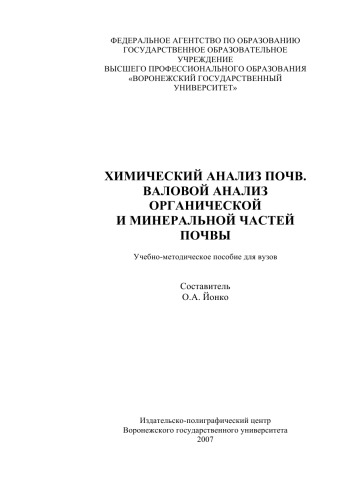 ФЕДЕРАЛЬНОЕ АГЕНТСТВО ПО ОБРАЗОВАНИЮ
ГОСУДАРСТВЕННОЕ ОБРАЗОВАТЕЛЬНОЕ
УЧРЕЖДЕНИЕ
ВЫСШЕГО ПРОФЕССИОНАЛЬНОГО ОБРАЗОВАНИЯ
«ВОРОНЕЖСКИЙ ГОСУДАРСТВЕННЫЙ
УНИВЕРСИТЕТ»
ХИМИЧЕСКИЙ АНАЛИЗ ПОЧВ.
ВАЛОВОЙ АНАЛИЗ
ОРГАНИЧЕСКОЙ
И МИНЕРАЛЬНОЙ ЧАСТЕЙ
ПОЧВЫ
Учебно-методическое пособие для вузов
Составитель
О.А. Йонко
Издательско-полиграфический центр
Воронежского государственного университета
2007